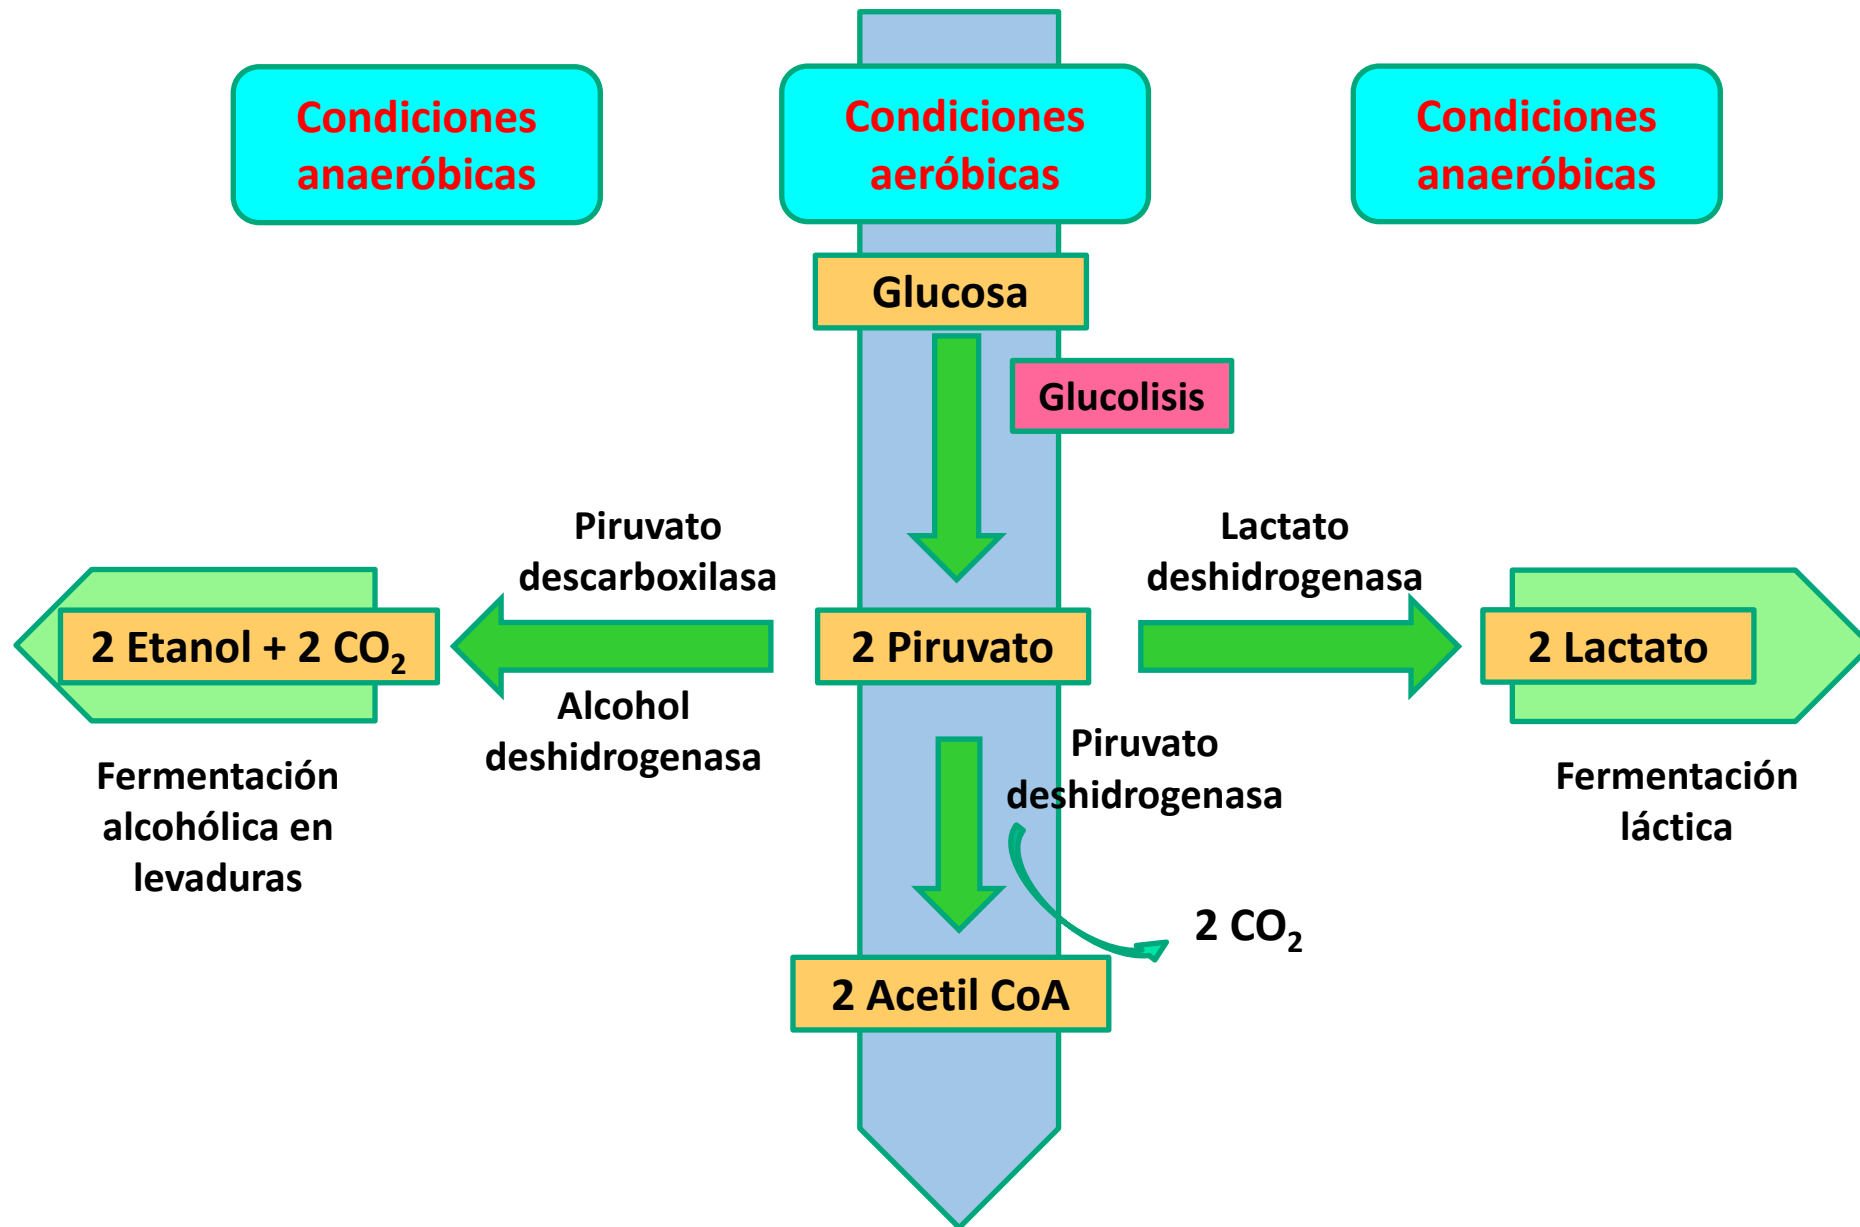 Condiciones
anaeróbicas
Condiciones
aeróbicas
Condiciones
anaeróbicas
Glucosa
Glucolisis
Piruvato
descarboxilasa
Lactato
deshidrogenasa
2 Etanol + 2 CO₂
2 Piruvato
2 Lactato
Alcohol
deshidrogenasa
Piruvato
deshidrogenasa
Fermentación
alcohólica en
levaduras
Fermentación
láctica
2 CO₂
2 Acetil CoA